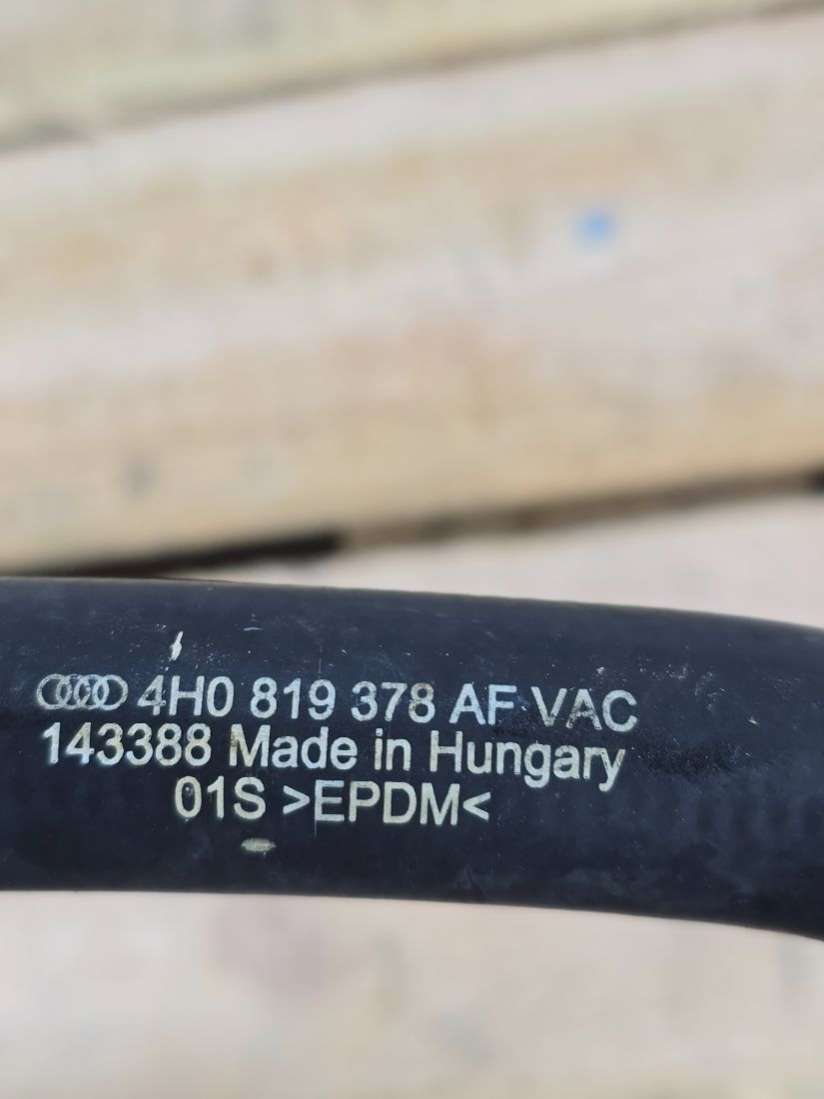 4H0 819 378 AF VAC
143388 Made in Hungary
01S >EPDM<